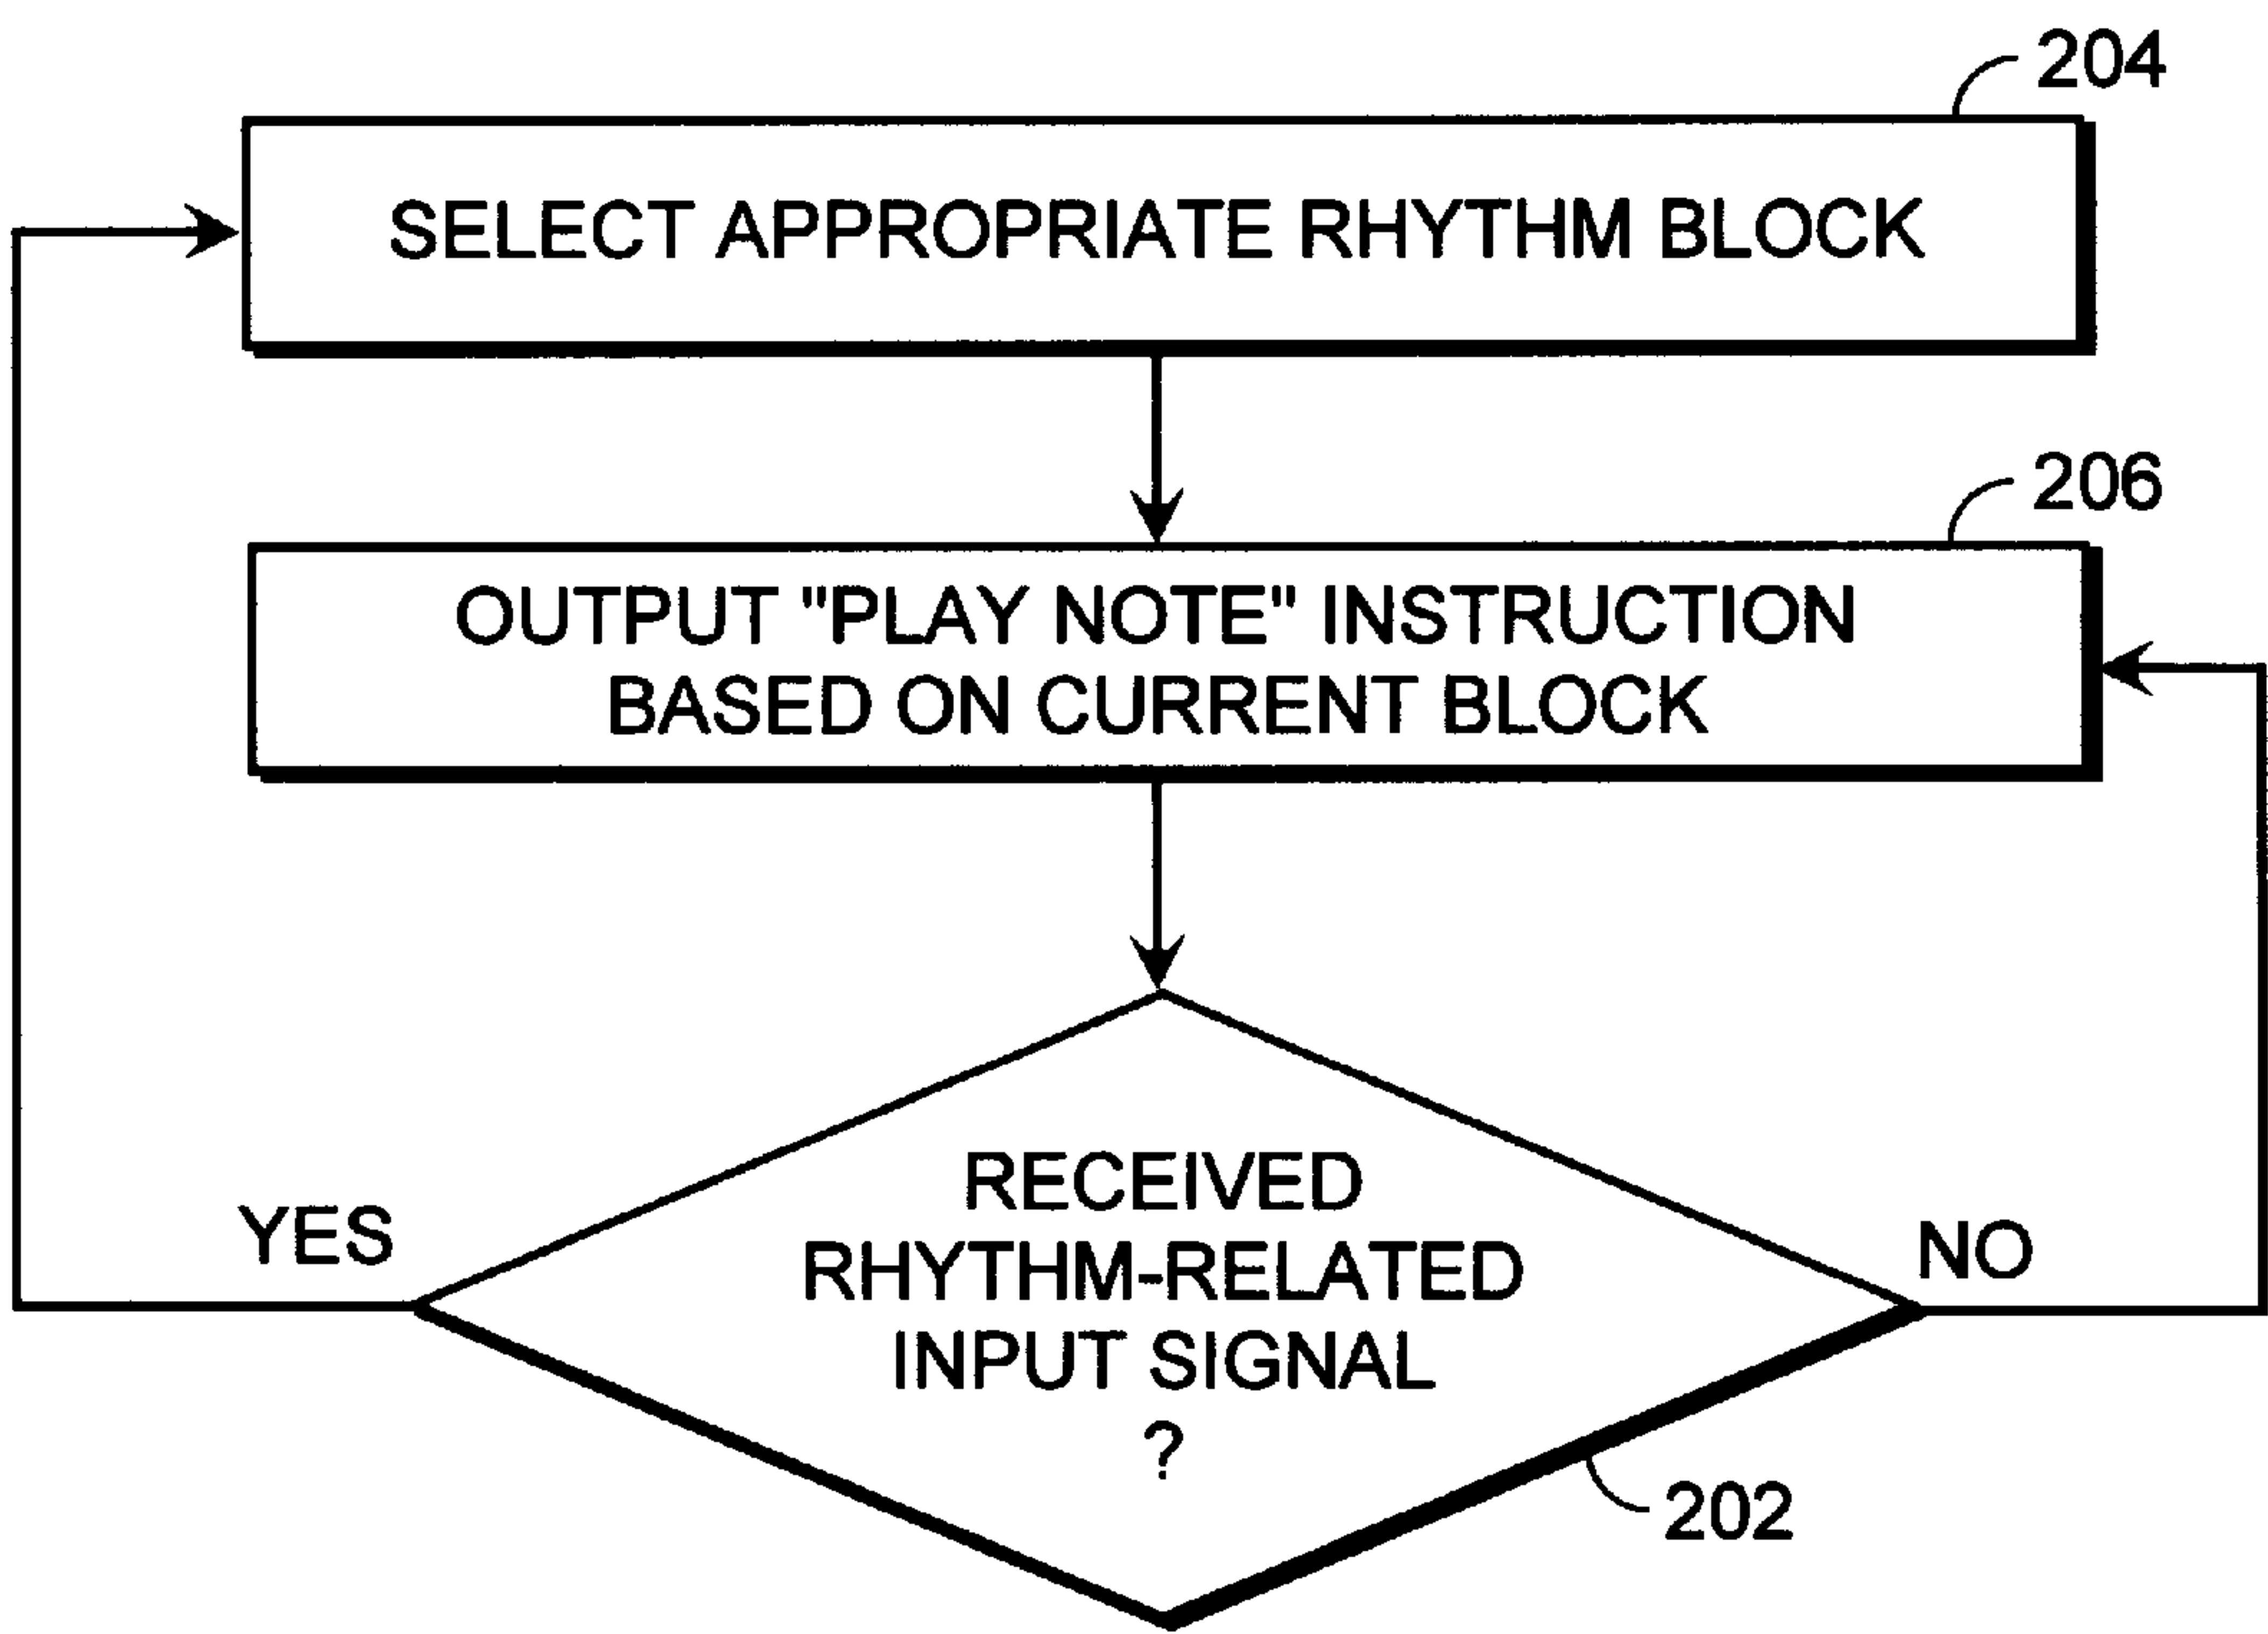 204
SELECT APPROPRIATE RHYTHM BLOCK
206
OUTPUT "PLAY NOTE" INSTRUCTION
BASED ON CURRENT BLOCK
RECEIVED
RHYTHM-RELATED
INPUT SIGNAL
?
YES
NO
202